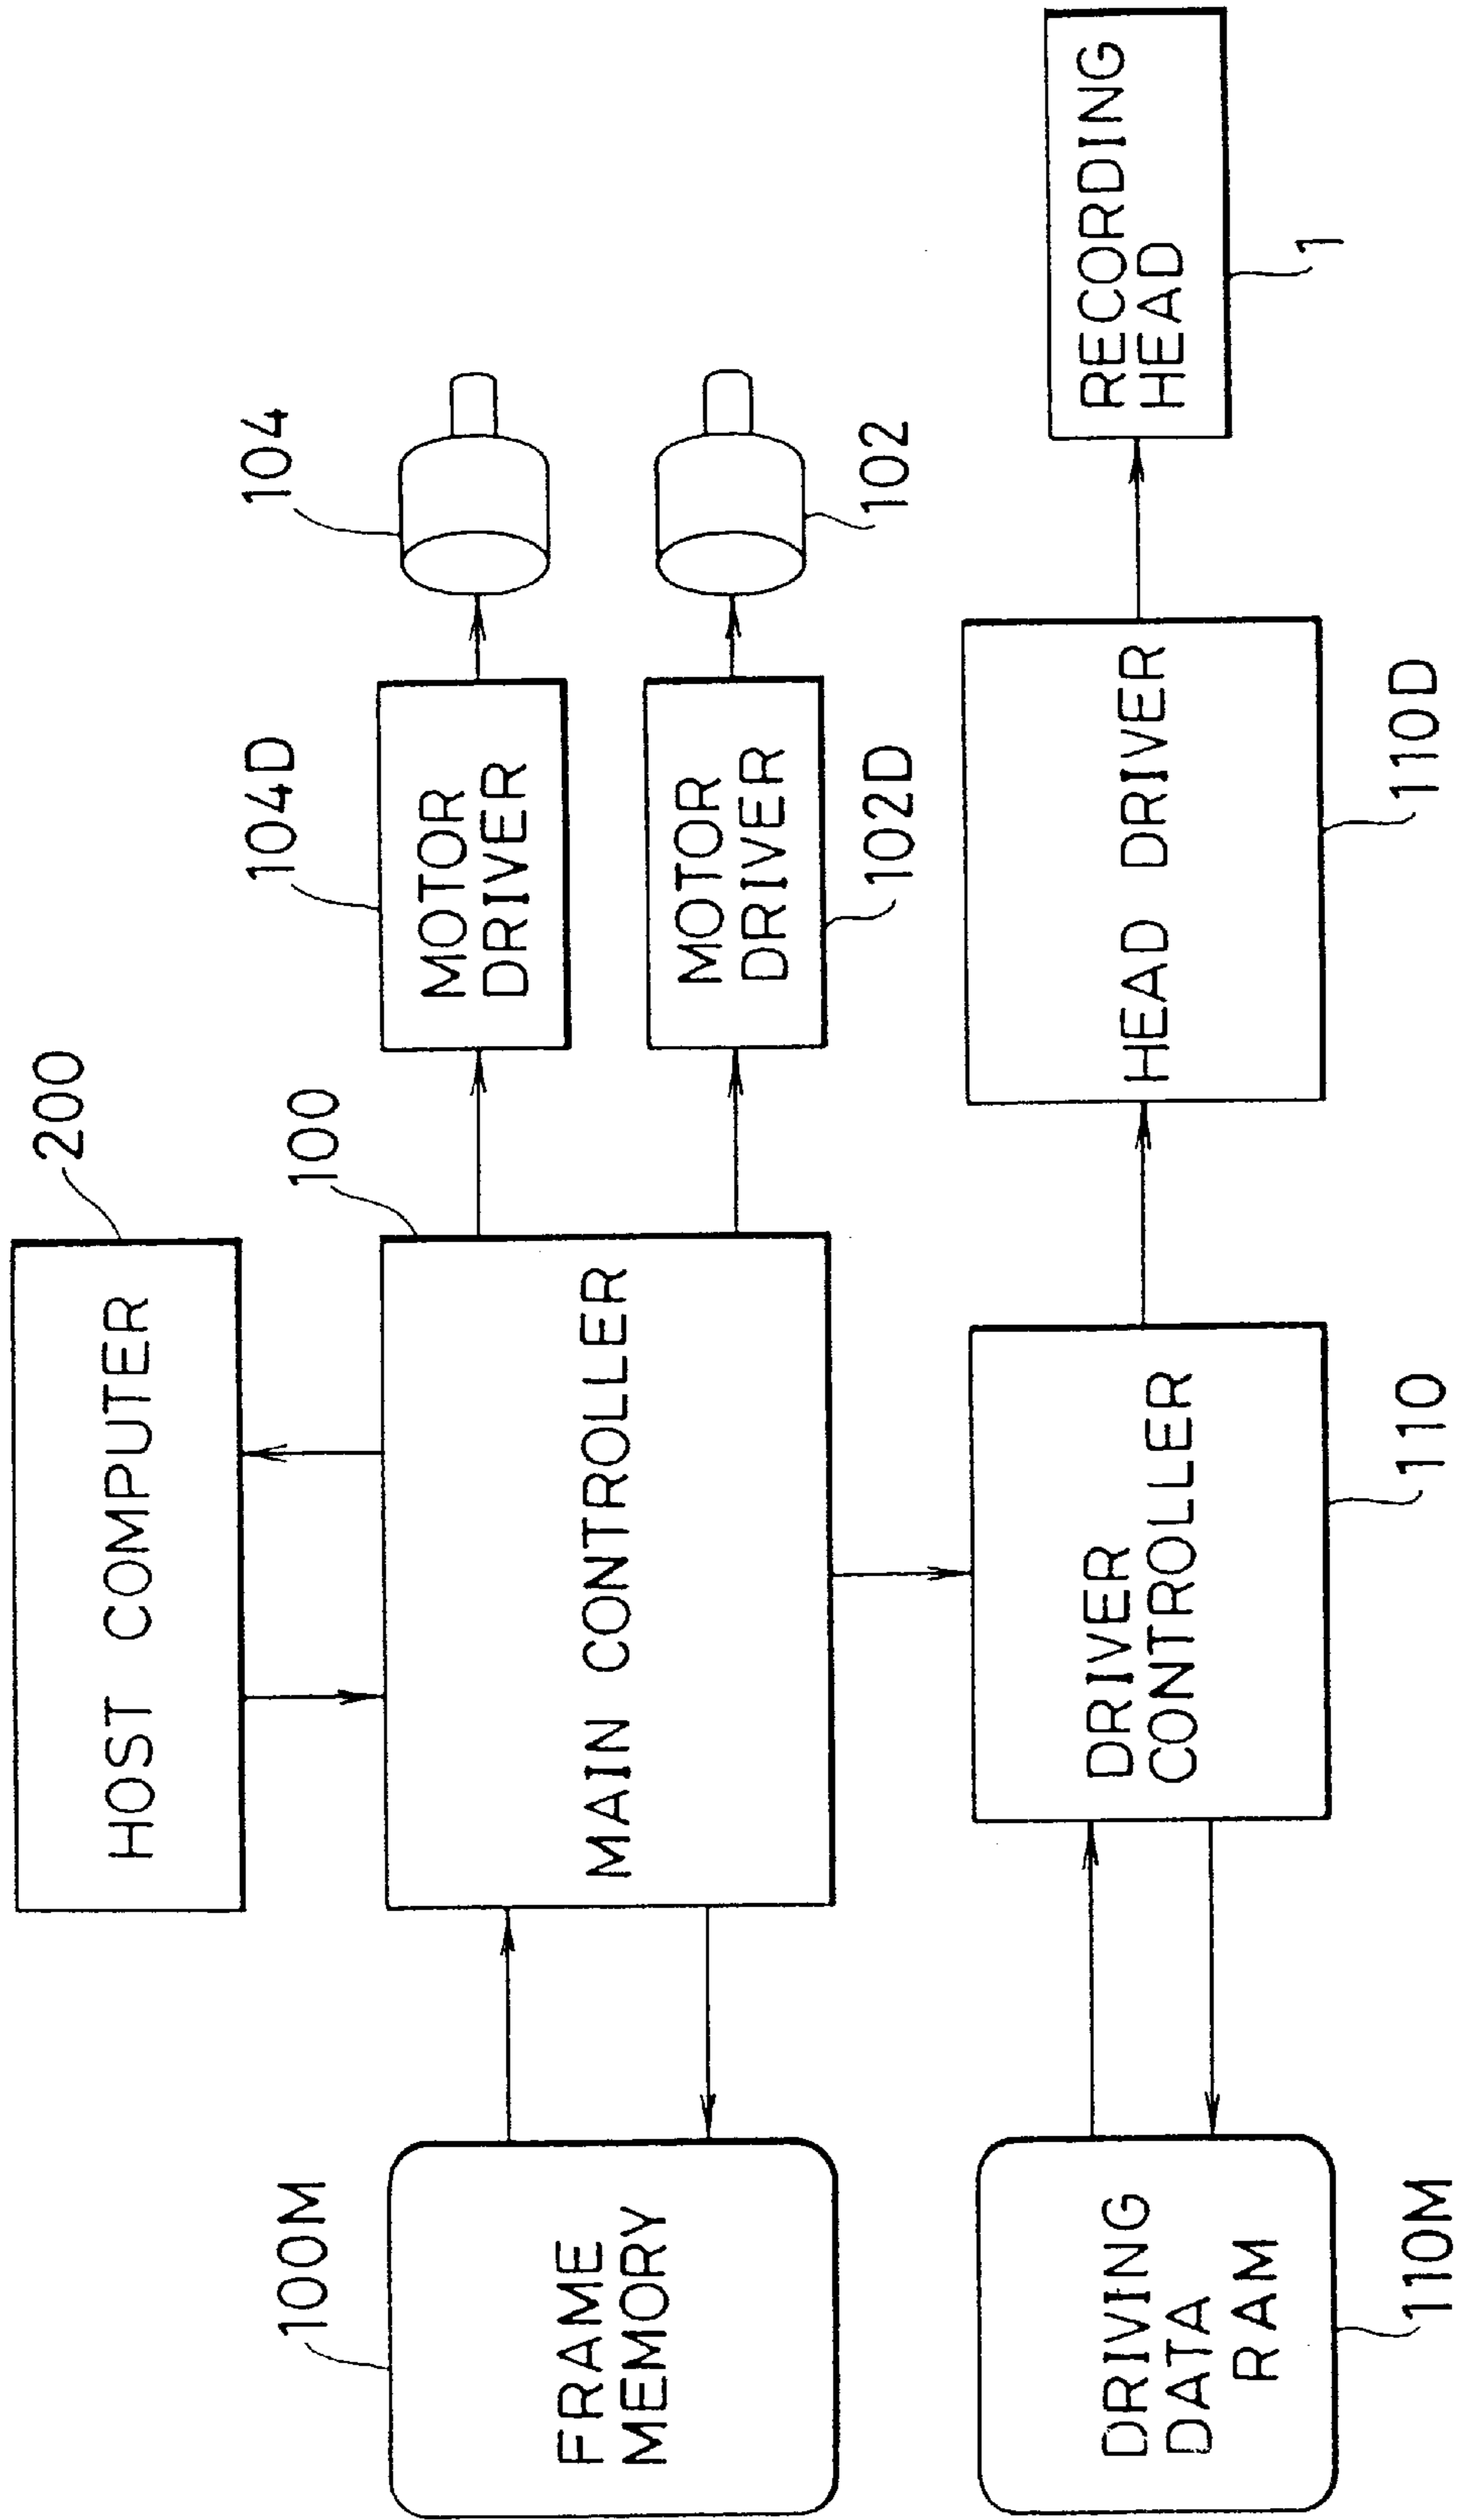 HOST COMPUTER
200
100M
FRAME
MEMORY
MAIN CONTROLLER
100
104D
MOTOR
DRIVER
104
MOTOR
DRIVER
102D
102
DRIVING
DATA
RAM
110M
DRIVER
CONTROLLER
110
HEAD DRIVER
110D
RECORDING
HEAD
1